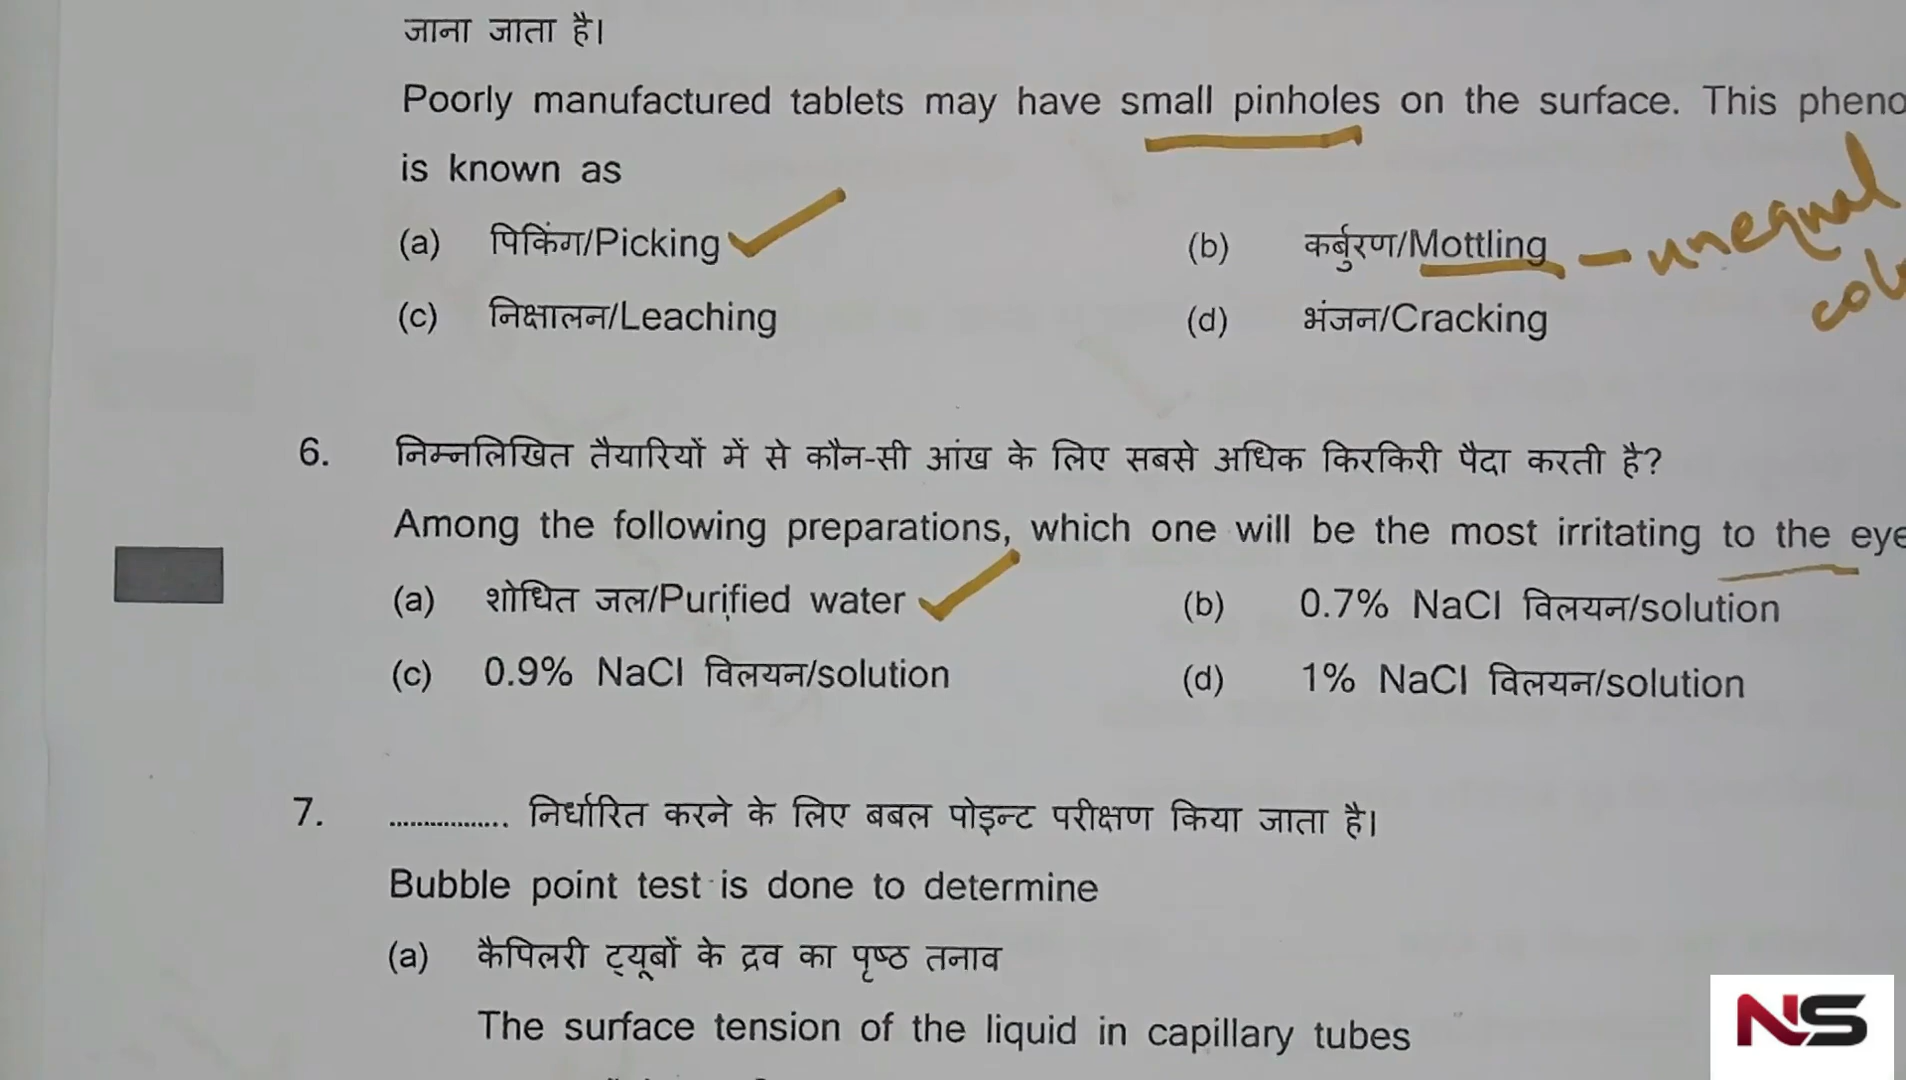 जाना जाता है।
Poorly manufactured tablets may have small pinholes on the surface. This
is known as
(a) पिकिंग/Picking
(b) कर्बुरण/Mottling – unequal
(c) निक्षालन/Leaching
(d) भंजन/Cracking
6. निम्नलिखित तैयारियों में से कौन-सी आंख के लिए सबसे अधिक किरकिरी पैदा करती है?
Among the following preparations, which one will be the most irritating to the
(a) शोधित जल/Purified water
(b) 0.7% NaCl विलयन/solution
(c) 0.9% NaCl विलयन/solution
(d) 1% NaCl विलयन/solution
7. ................. निर्धारित करने के लिए बबल पोइन्ट परीक्षण किया जाता है।
Bubble point test is done to determine
(a) कैपिलरी ट्यूबों के द्रव का पृष्ठ तनाव
The surface tension of the liquid in capillary tubes
NS